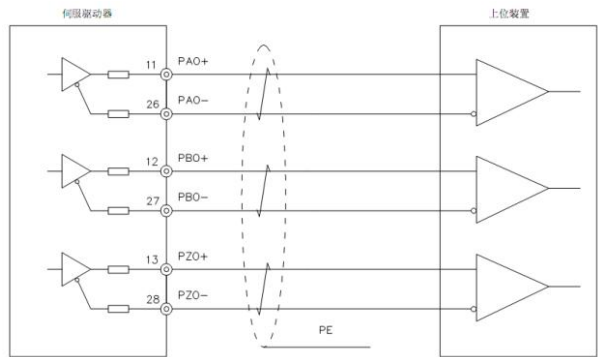 伺服驱动器
上位装置
11 PAO+
26 PAO-
12 PBO+
27 PBO-
13 PZO+
28 PZO-
PE